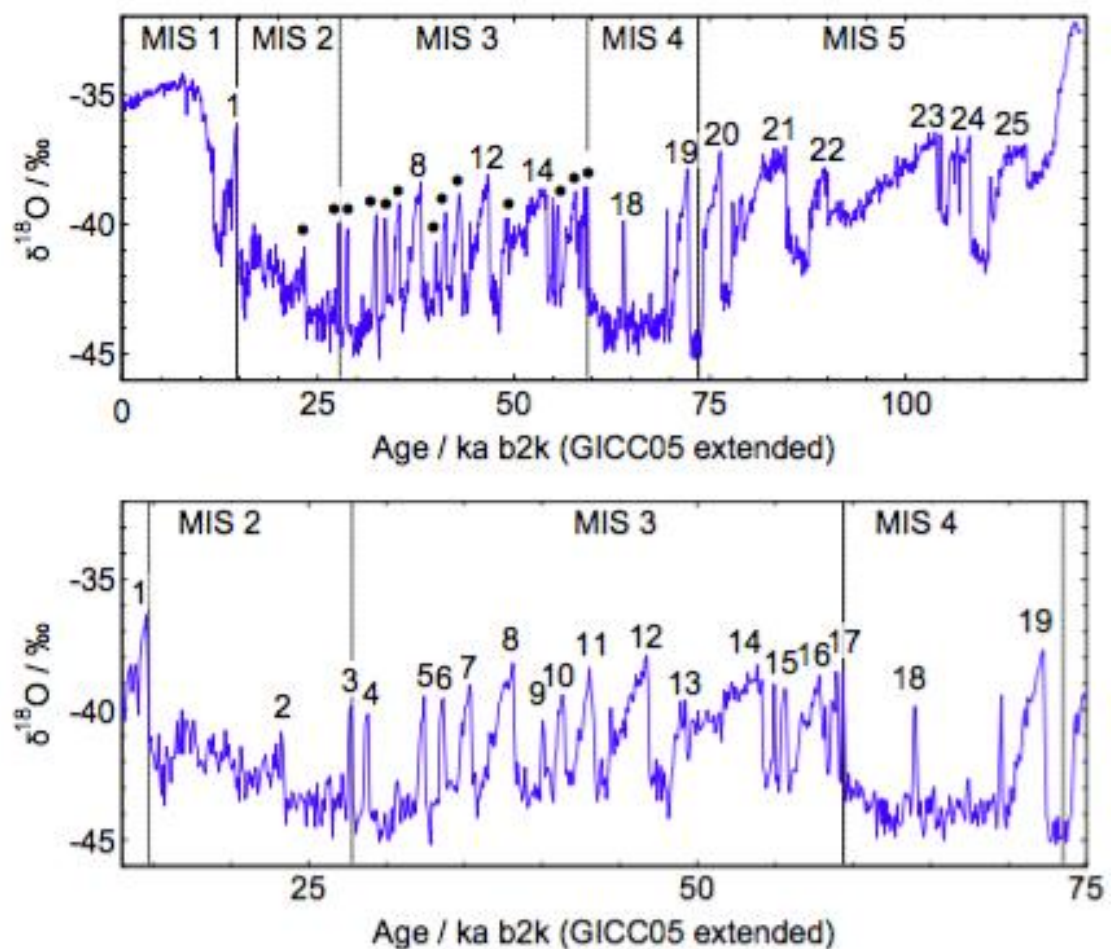 MIS 1 MIS 2 MIS 3 MIS 4 MIS 5
-35
-40
-45
δ18O / ‰
1 8 12 14 18 19 20 21 22 23 24 25
0 25 50 75 100
Age / ka b2k (GICC05 extended)
MIS 2 MIS 3 MIS 4
-35
-40
-45
δ18O / ‰
1 2 3 4 5 6 7 8 9 10 11 12 13 14 15 16 17 18 19
25 50 75
Age / ka b2k (GICC05 extended)